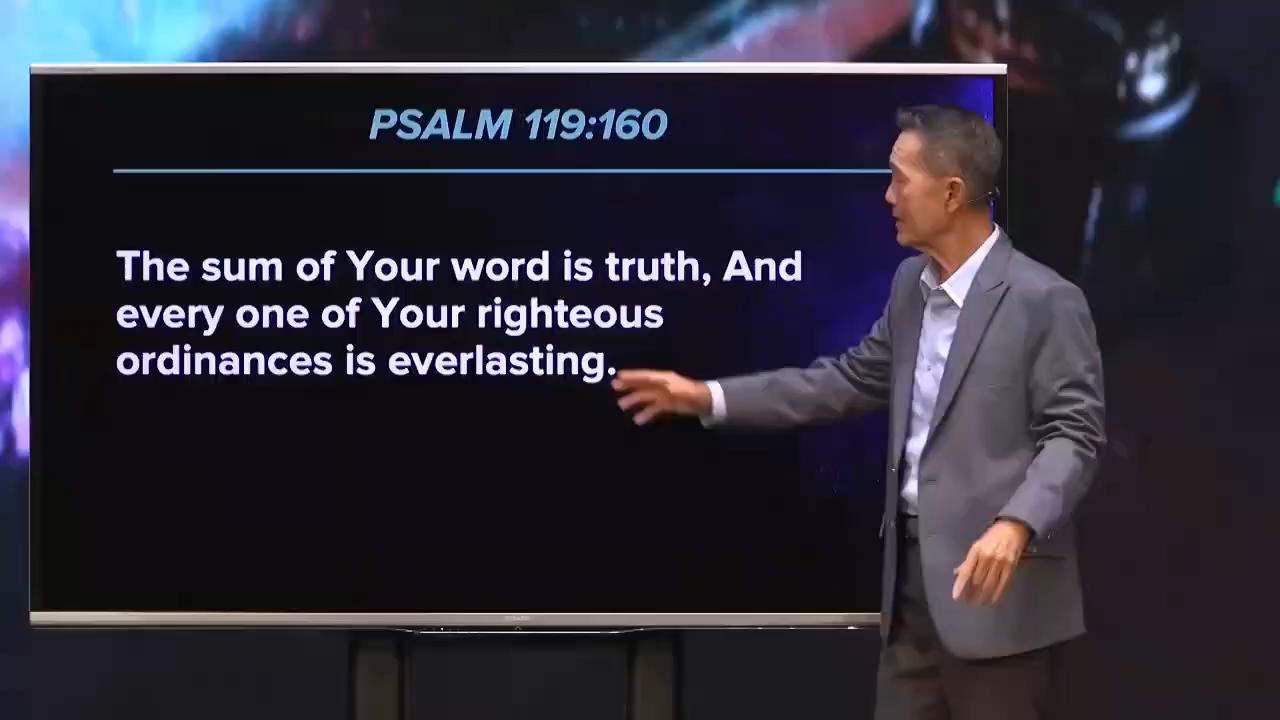 PSALM 119:160
The sum of Your word is truth, And
every one of Your righteous
ordinances is everlasting.